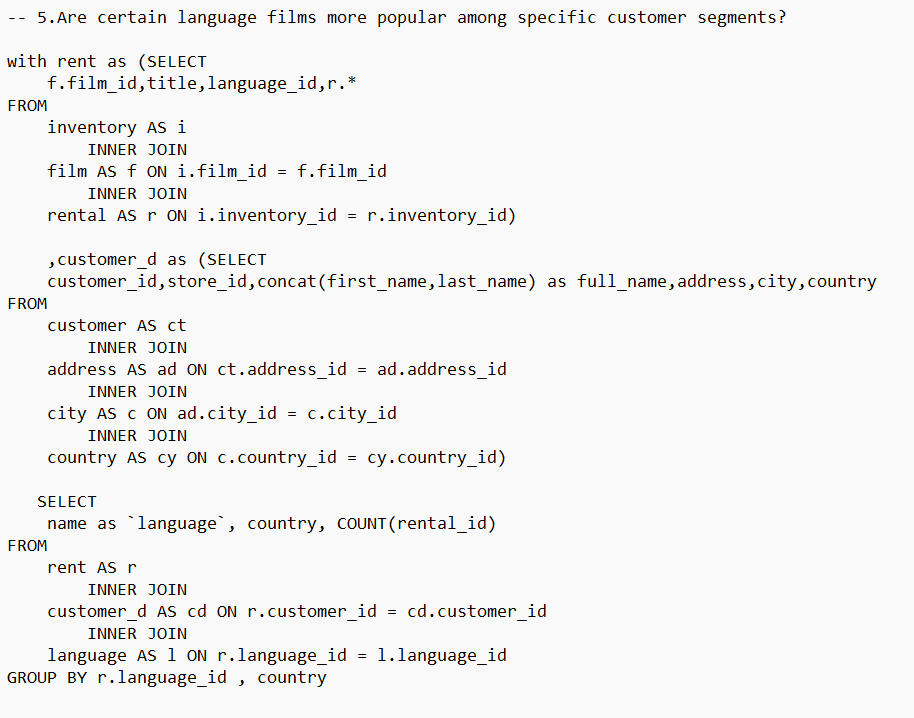 -- 5.Are certain language films more popular among specific customer segments?
with rent as (SELECT
f.film_id,title,language_id,r.*
FROM
inventory AS i
INNER JOIN
film AS f ON i.film_id = f.film_id
INNER JOIN
rental AS r ON i.inventory_id = r.inventory_id)
,customer_d as (SELECT
customer_id,store_id,concat(first_name,last_name) as full_name,address,city,country
FROM
customer AS ct
INNER JOIN
address AS ad ON ct.address_id = ad.address_id
INNER JOIN
city AS c ON ad.city_id = c.city_id
INNER JOIN
country AS cy ON c.country_id = cy.country_id)
SELECT
name as `language`, country, COUNT(rental_id)
FROM
rent AS r
INNER JOIN
customer_d AS cd ON r.customer_id = cd.customer_id
INNER JOIN
language AS l ON r.language_id = l.language_id
GROUP BY r.language_id , country